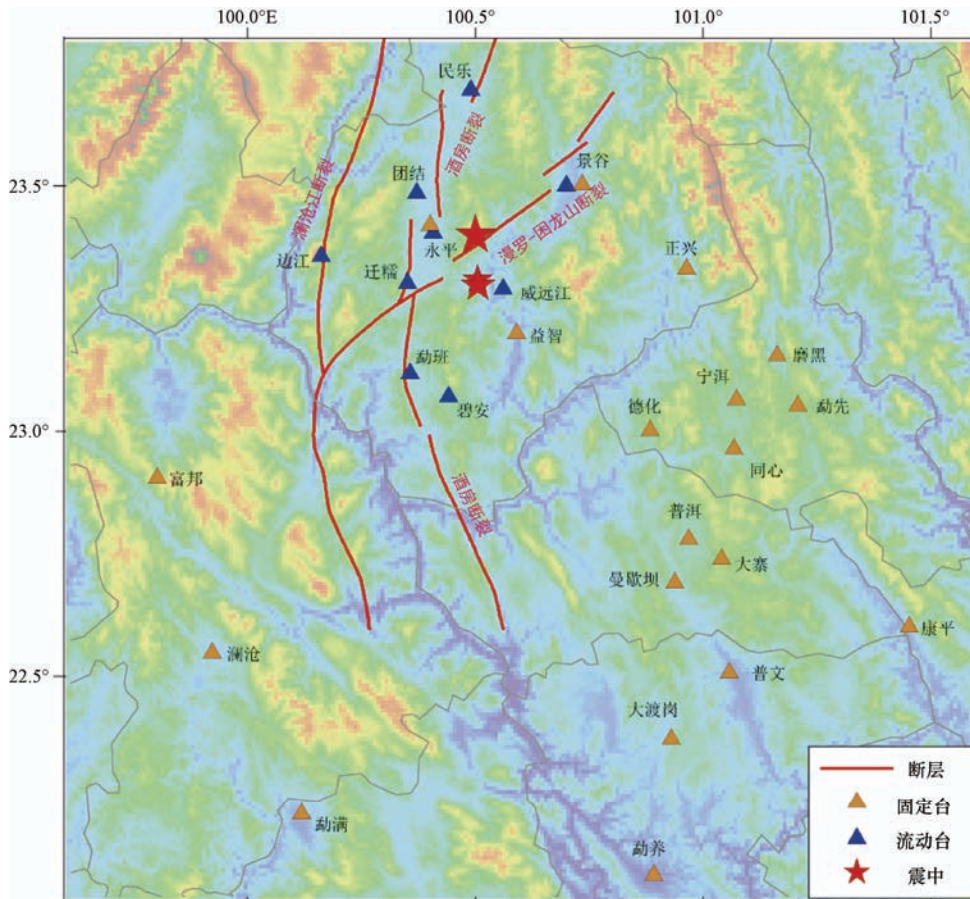 100.0°E
100.5°
101.0°
101.5°
民乐
酒房断裂
景谷
团结
23.5°
澜沧江断裂
漫罗-困龙山断裂
永平
正兴
边江
迁糯
威远江
益智
磨黑
勐班
宁洱
碧安
德化
勐先
23.0°
同心
富邦
酒房断裂
普洱
大寨
曼歇坝
康平
澜沧
22.5°
普文
大渡岗
勐满
勐养
断层
固定台
流动台
震中